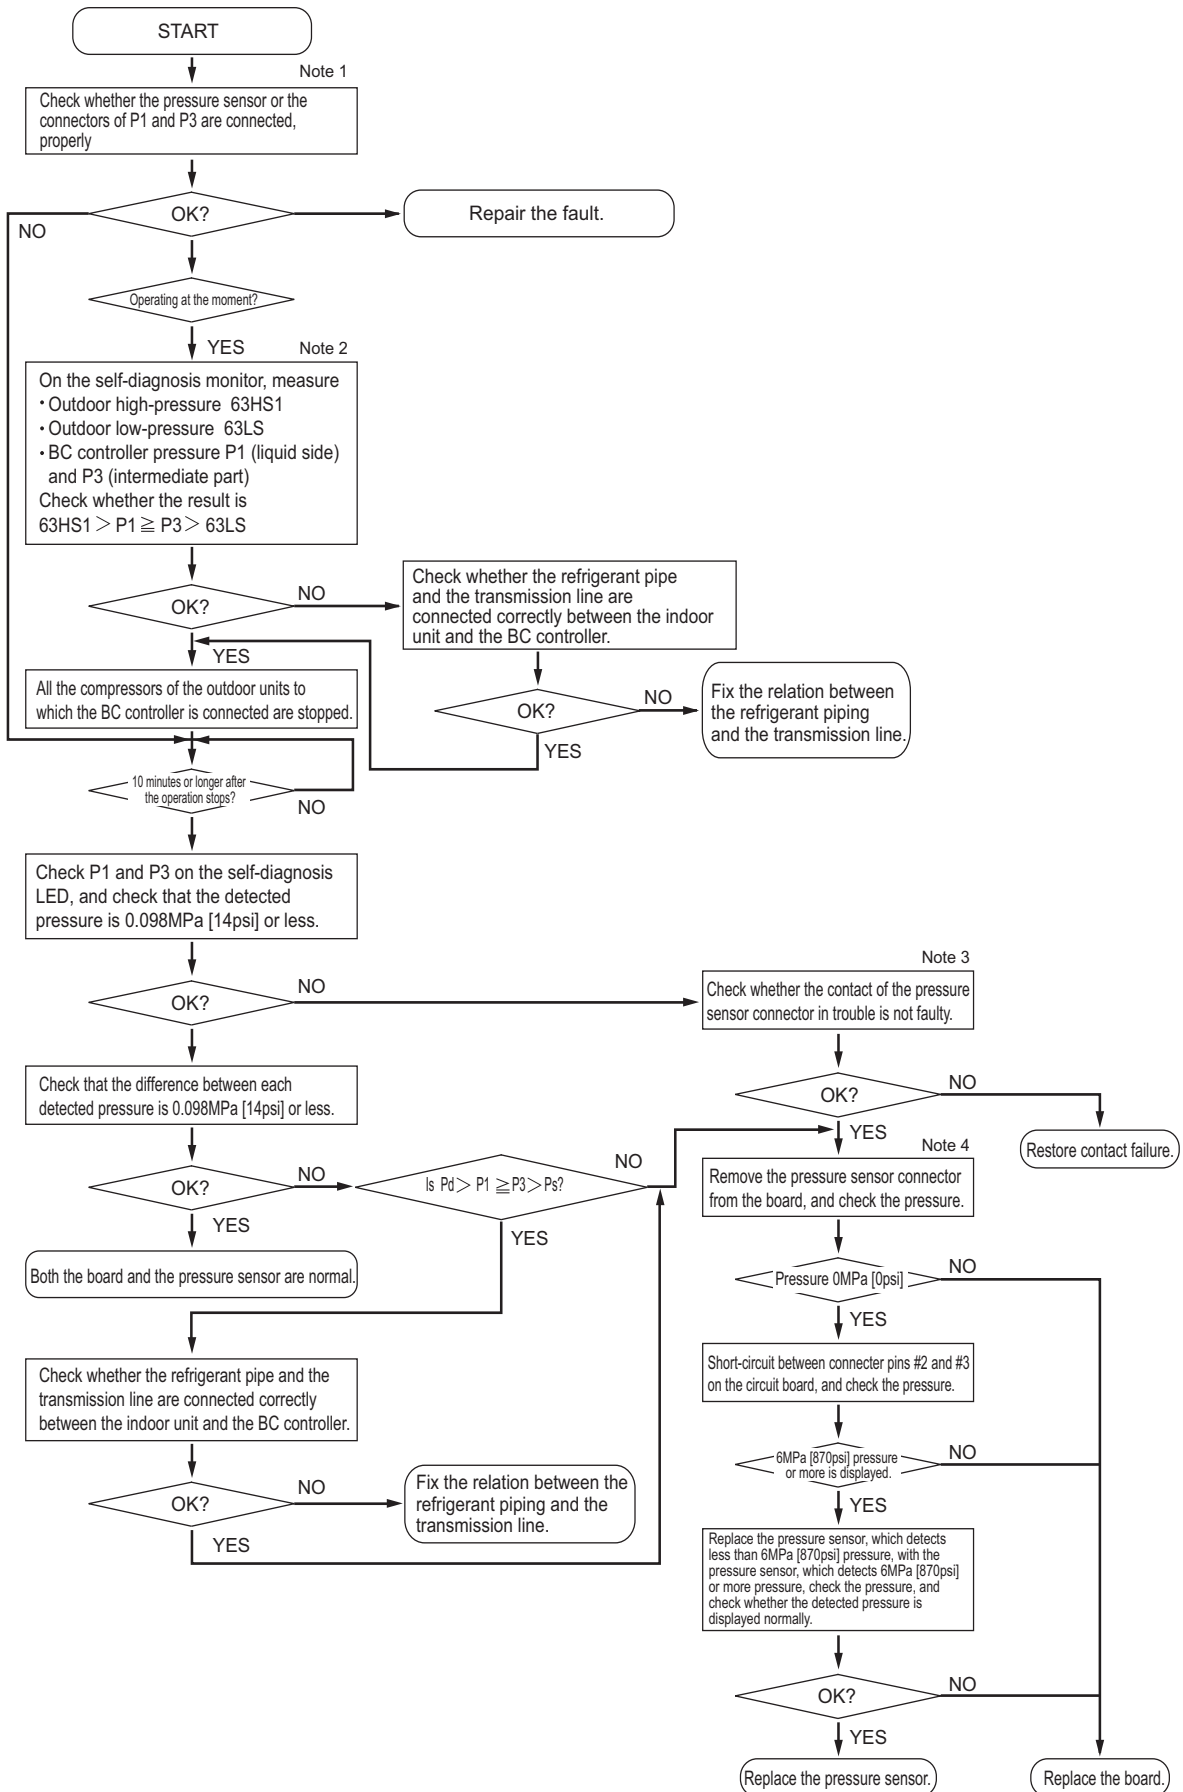 START
Note 1
Check whether the pressure sensor or the
connectors of P1 and P3 are connected,
properly
OK?
NO
Repair the fault.
Operating at the moment?
YES
Note 2
On the self-diagnosis monitor, measure
・Outdoor high-pressure 63HS1
・Outdoor low-pressure 63LS
・BC controller pressure P1 (liquid side)
and P3 (intermediate part)
Check whether the result is
63HS1＞P1≧P3＞63LS
OK?
NO
YES
Check whether the refrigerant pipe
and the transmission line are
connected correctly between the indoor
unit and the BC controller.
OK?
NO
YES
Fix the relation between
the refrigerant piping
and the transmission line.
All the compressors of the outdoor units to
which the BC controller is connected are stopped.
10 minutes or longer after
the operation stops?
NO
Check P1 and P3 on the self-diagnosis
LED, and check that the detected
pressure is 0.098MPa [14psi] or less.
OK?
NO
Note 3
Check whether the contact of the pressure
sensor connector in trouble is not faulty.
OK?
NO
YES
Restore contact failure.
Check that the difference between each
detected pressure is 0.098MPa [14psi] or less.
OK?
NO
YES
Is Pd＞P1≧P3＞Ps?
NO
YES
Both the board and the pressure sensor are normal.
Note 4
Remove the pressure sensor connector
from the board, and check the pressure.
Pressure 0MPa [0psi]
NO
YES
Check whether the refrigerant pipe and the
transmission line are connected correctly
between the indoor unit and the BC controller.
OK?
NO
YES
Fix the relation between the
refrigerant piping and the
transmission line.
Short-circuit between connecter pins #2 and #3
on the circuit board, and check the pressure.
6MPa [870psi] pressure
or more is displayed.
NO
YES
Replace the pressure sensor, which detects
less than 6MPa [870psi] pressure, with the
pressure sensor, which detects 6MPa [870psi]
or more pressure, check the pressure, and
check whether the detected pressure is
displayed normally.
OK?
NO
YES
Replace the pressure sensor.
Replace the board.